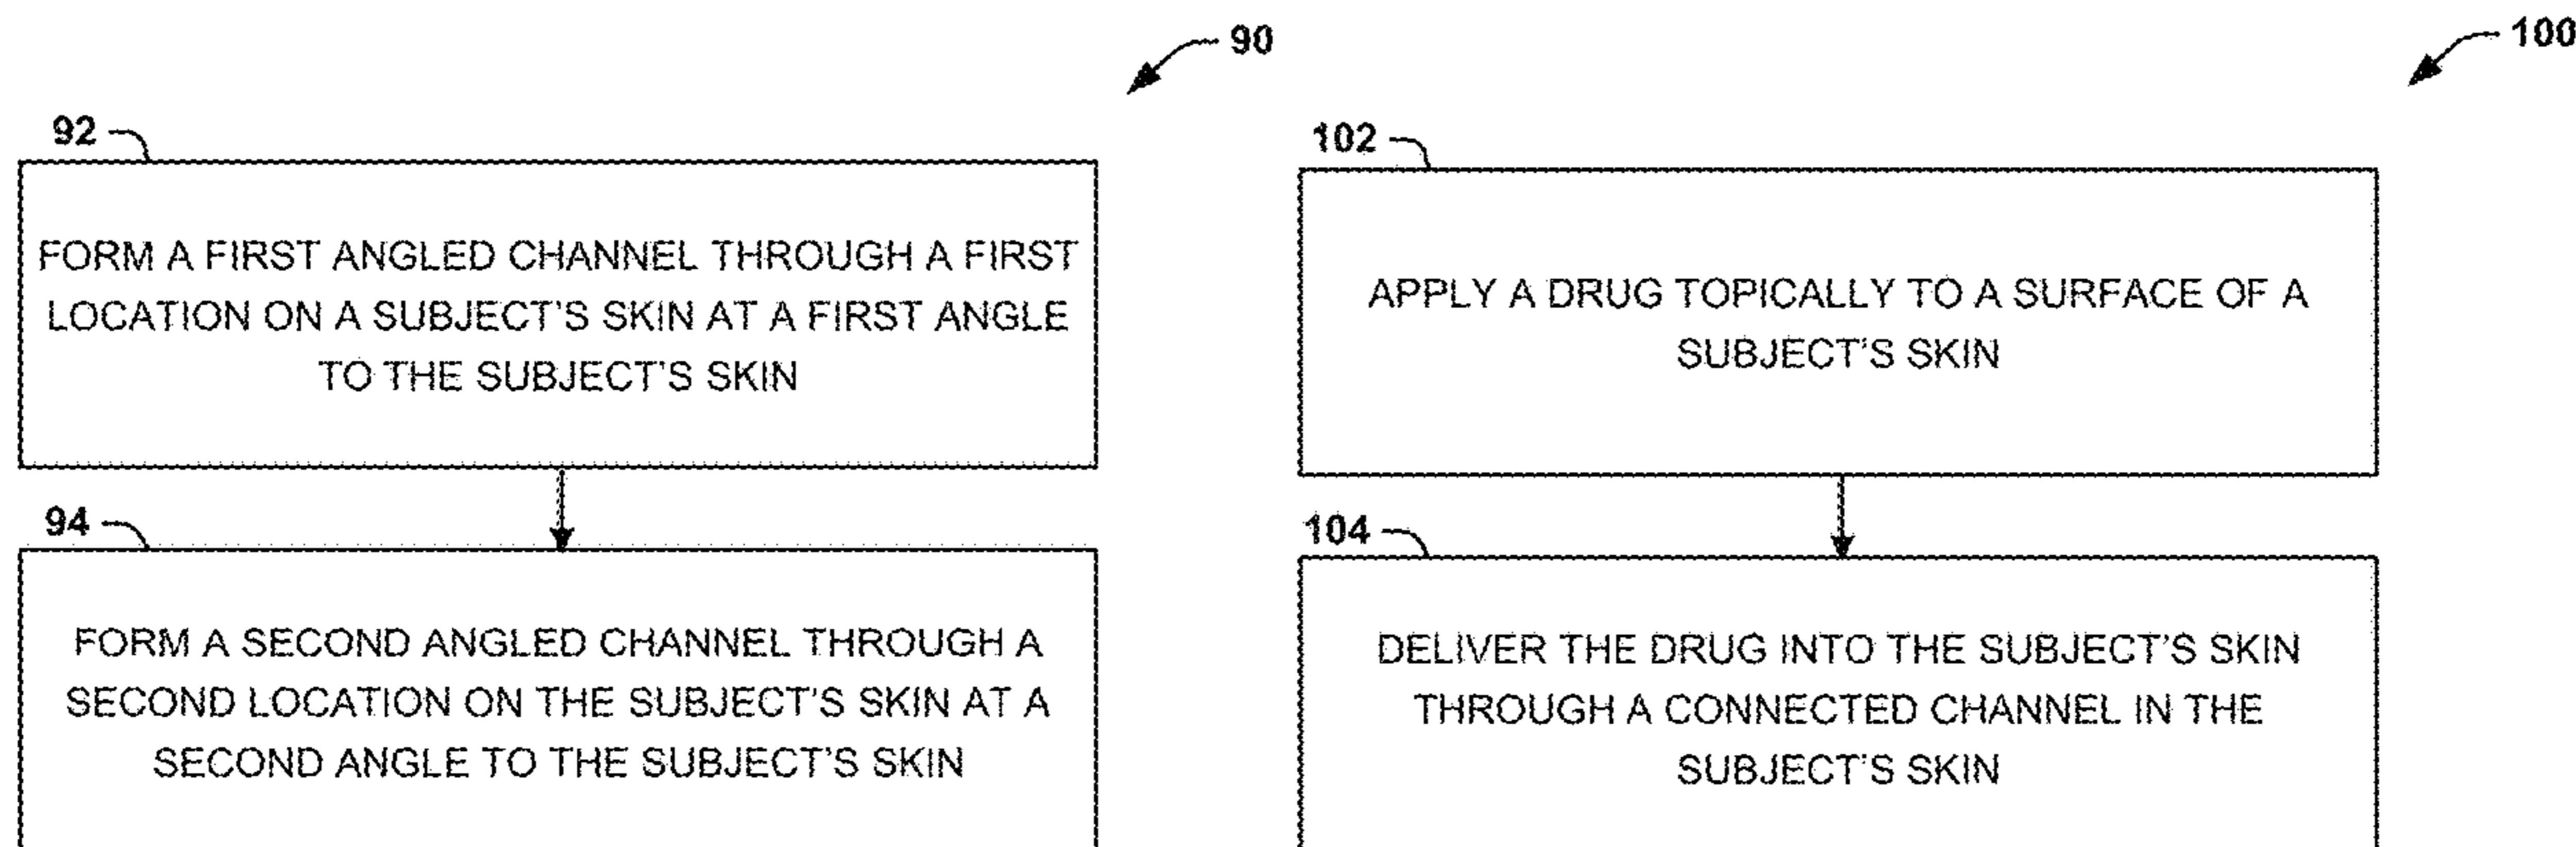 90
92
FORM A FIRST ANGLED CHANNEL THROUGH A FIRST
LOCATION ON A SUBJECT'S SKIN AT A FIRST ANGLE
TO THE SUBJECT'S SKIN
94
FORM A SECOND ANGLED CHANNEL THROUGH A
SECOND LOCATION ON THE SUBJECT'S SKIN AT A
SECOND ANGLE TO THE SUBJECT'S SKIN
100
102
APPLY A DRUG TOPICALLY TO A SURFACE OF A
SUBJECT'S SKIN
104
DELIVER THE DRUG INTO THE SUBJECT'S SKIN
THROUGH A CONNECTED CHANNEL IN THE
SUBJECT'S SKIN